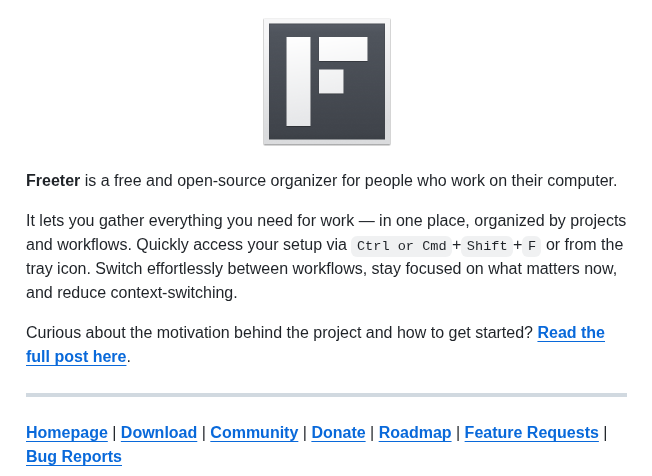 Freeter is a free and open-source organizer for people who work on their computer.
It lets you gather everything you need for work — in one place, organized by projects
and workflows. Quickly access your setup via Ctrl or Cmd + Shift + F or from the
tray icon. Switch effortlessly between workflows, stay focused on what matters now,
and reduce context-switching.
Curious about the motivation behind the project and how to get started? Read the
full post here.
Homepage | Download | Community | Donate | Roadmap | Feature Requests |
Bug Reports